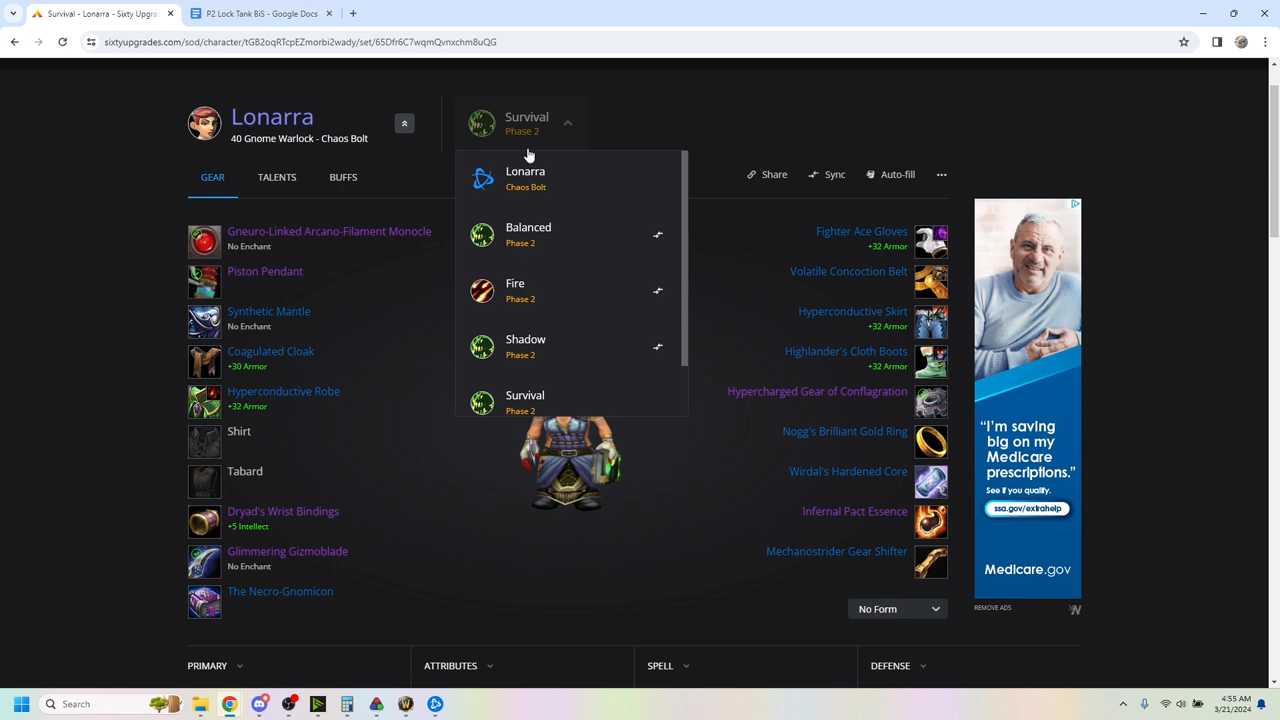 Survival - Lonarra - Sixty Upgra
P2 Lock Tank BiS - Google Docs
sixtyupgrades.com/sod/character/tGB2oqRTcpEZmorbi2wady/set/65Dfr6C7wqmQvnxchm8uQG
Lonarra
40 Gnome Warlock - Chaos Bolt
Survival
Phase 2
GEAR
TALENTS
BUFFS
Share
Sync
Auto-fill
Lonarra
Chaos Bolt
Balanced
Phase 2
Fire
Phase 2
Shadow
Phase 2
Survival
Phase 2
Gneuro-Linked Arcano-Filament Monocle
No Enchant
Piston Pendant
Synthetic Mantle
No Enchant
Coagulated Cloak
+30 Armor
Hyperconductive Robe
+32 Armor
Shirt
Tabard
Dryad's Wrist Bindings
+5 Intellect
Glimmering Gizmoblade
No Enchant
The Necro-Gnomicon
Fighter Ace Gloves
+32 Armor
Volatile Concoction Belt
Hyperconductive Skirt
+32 Armor
Highlander's Cloth Boots
+32 Armor
Hypercharged Gear of Conflagration
Nogg's Brilliant Gold Ring
Wirdal's Hardened Core
Infernal Pact Essence
Mechanostrider Gear Shifter
No Form
"I'm saving
big on my
Medicare
prescriptions."
See if you qualify.
ssa.gov/extrahelp
Medicare.gov
REMOVE ADS
PRIMARY
ATTRIBUTES
SPELL
DEFENSE
Search
4:55 AM
3/21/2024